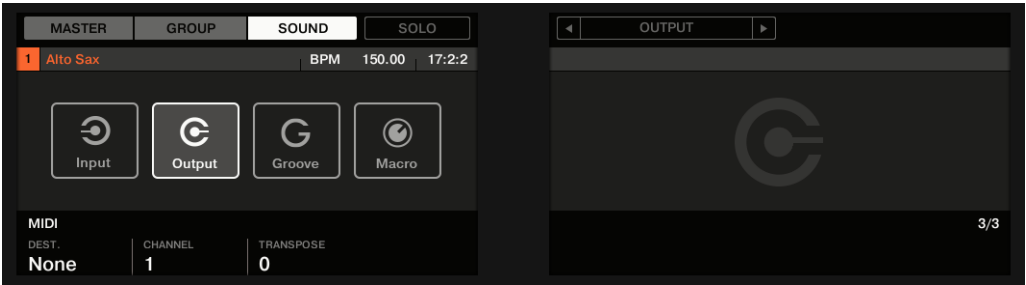 MASTER GROUP SOUND SOLO
OUTPUT
1 Alto Sax BPM 150.00 17:2:2
Input Output Groove Macro
MIDI
3/3
DEST. CHANNEL TRANSPOSE
None 1 0